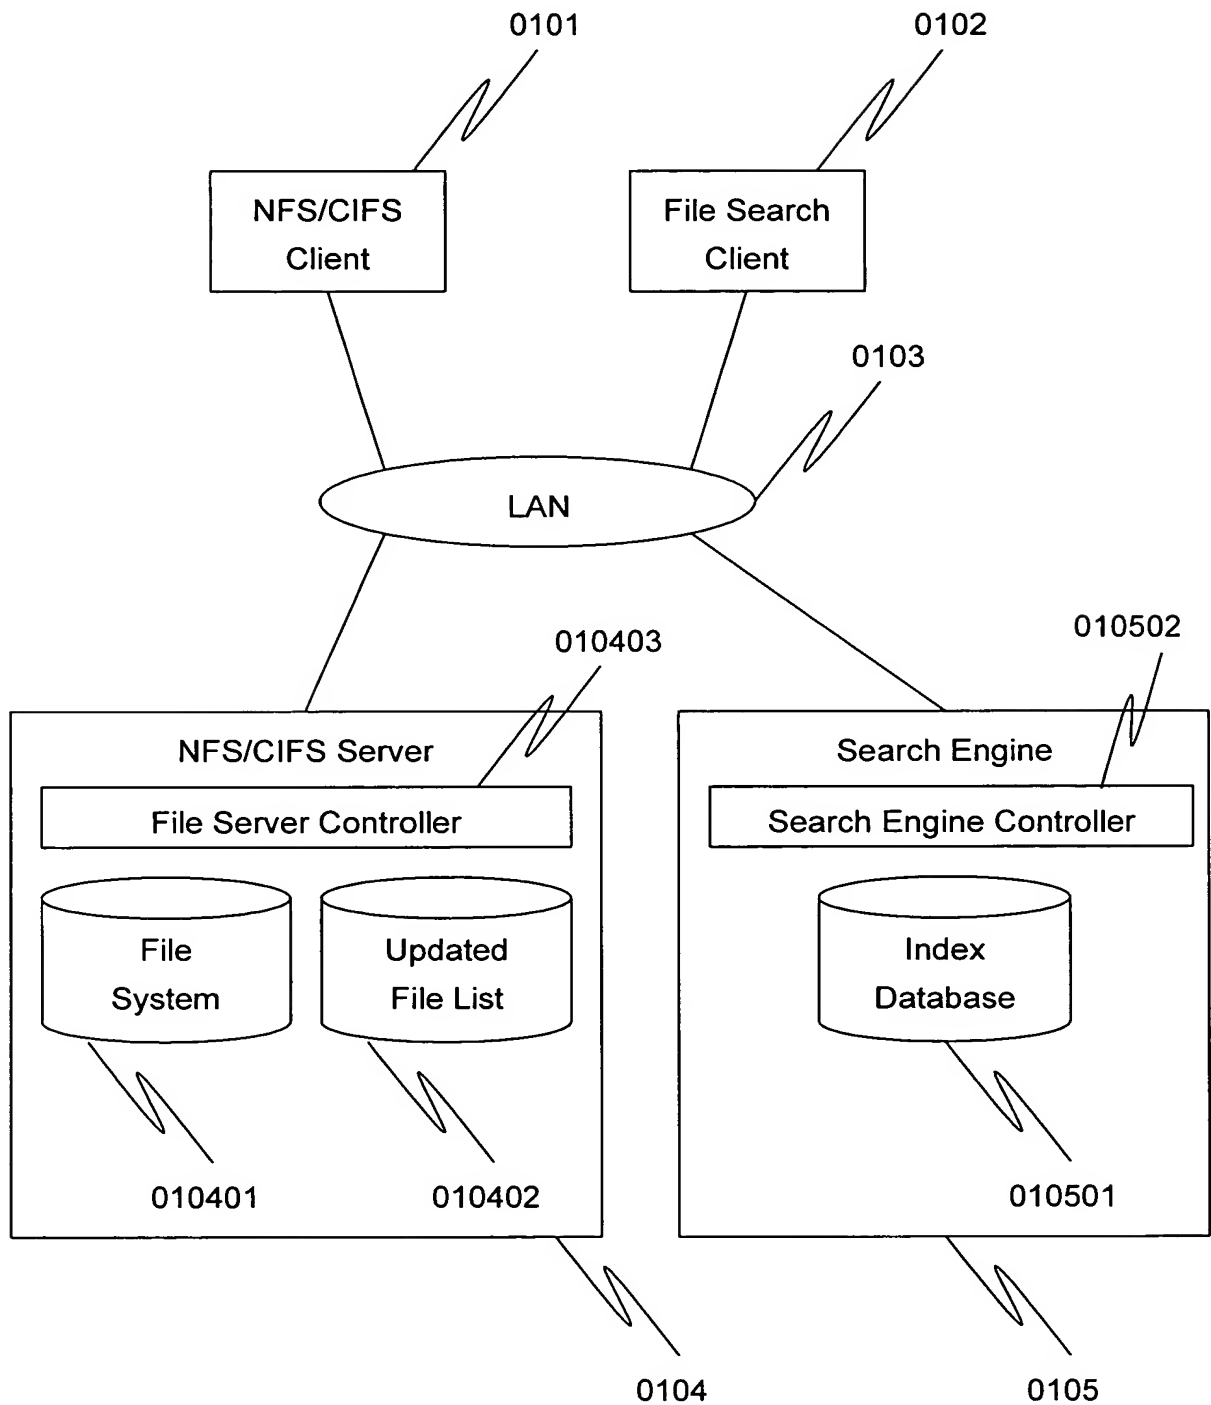 0101
0102
NFS/CIFS
Client
File Search
Client
0103
LAN
010403
010502
NFS/CIFS Server
Search Engine
File Server Controller
Search Engine Controller
File
System
Updated
File List
Index
Database
010401
010402
010501
0104
0105